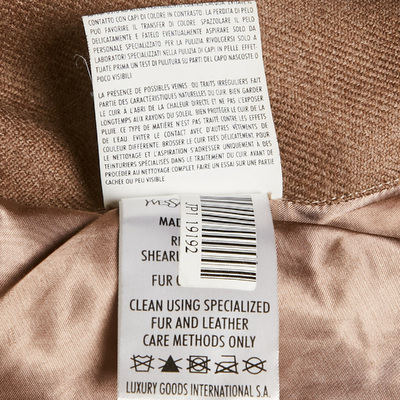 CONTATTO CON CAPI DI COLORE IN CONTRASTO. LA PERDITA DI PELO
PUÒ FAVORIRE IL TRANSFER DI COLORE. SPAZZOLARE IL PELO
DELICATAMENTE E FATELO EVENTUALMENTE ASCIUGARE SOLO DA
PERSONALE SPECIALIZZATO. PER LA PULIZIA RIVOLGERSI SOLO A
LABORATORI SPECIALIZZATI NELLA PULIZIA DI CAPI IN PELLE. EFFET
TUATE PRIMA UN TEST DI PULITURA SU PARTI DEL CAPO NASCOSTE O
POCO VISIBILI
LA PRÉSENCE DE POSSIBLES VEINES OU TRAITS IRRÉGULIERS FAIT
PARTIE DES CARACTÉRISTIQUES NATURELLES DU CUIR. BIEN GARDER
LE CUIR À L'ABRI DE LA CHALEUR DIRECTE ET NE PAS L'EXPOSER
LONGTEMPS AUX RAYONS DU SOLEIL. BIEN FERMER LE CUIR DE LA
PLUIE. CE TYPE DE MATIÈRE N'EST PAS TRAITÉ CONTRE LES EFFETS
DE L'EAU. ÉVITER LE CONTACT AVEC D'AUTRES VÊTEMENTS DE
COULEUR DIFFÉRENTE. BROSSER LE CUIR TRÈS DÉLICATEMENT. POUR
LE NETTOYAGE ET L'ASPIRATION S'ADRESSER UNIQUEMENT À DES
TEINTURIERS SPÉCIALISÉS DANS LE TRAITEMENT DU CUIR. AVANT DE
PROCÉDER AU NETTOYAGE COMPLET, FAIRE UN ESSAI SUR UNE PARTIE
CACHÉE OU PEU VISIBLE.
JP119192
MAD
SHEARL
FUR O
CLEAN USING SPECIALIZED
FUR AND LEATHER
CARE METHODS ONLY
LUXURY GOODS INTERNATIONAL S.A.